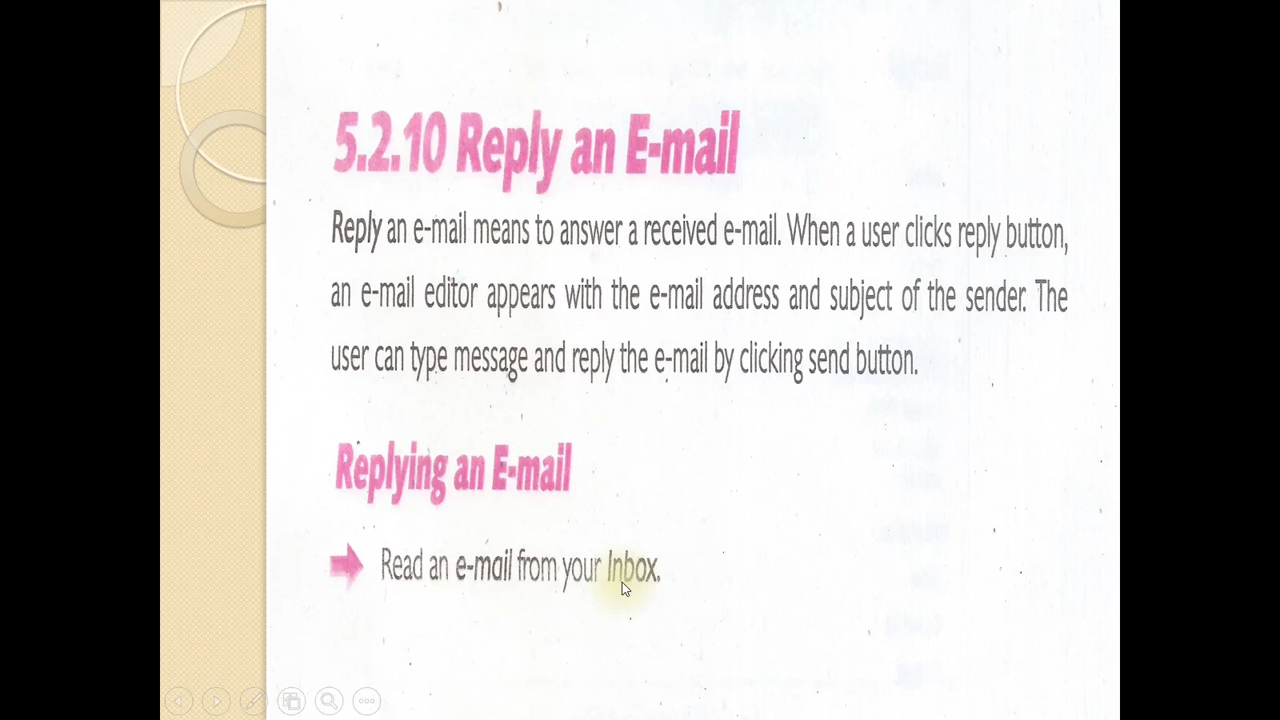 5.2.10 Reply an E-mail
Reply an e-mail means to answer a received e-mail. When a user clicks reply button,
an e-mail editor appears with the e-mail address and subject of the sender. The
user can type message and reply the e-mail by clicking send button.
Replying an E-mail
Read an e-mail from your Inbox.